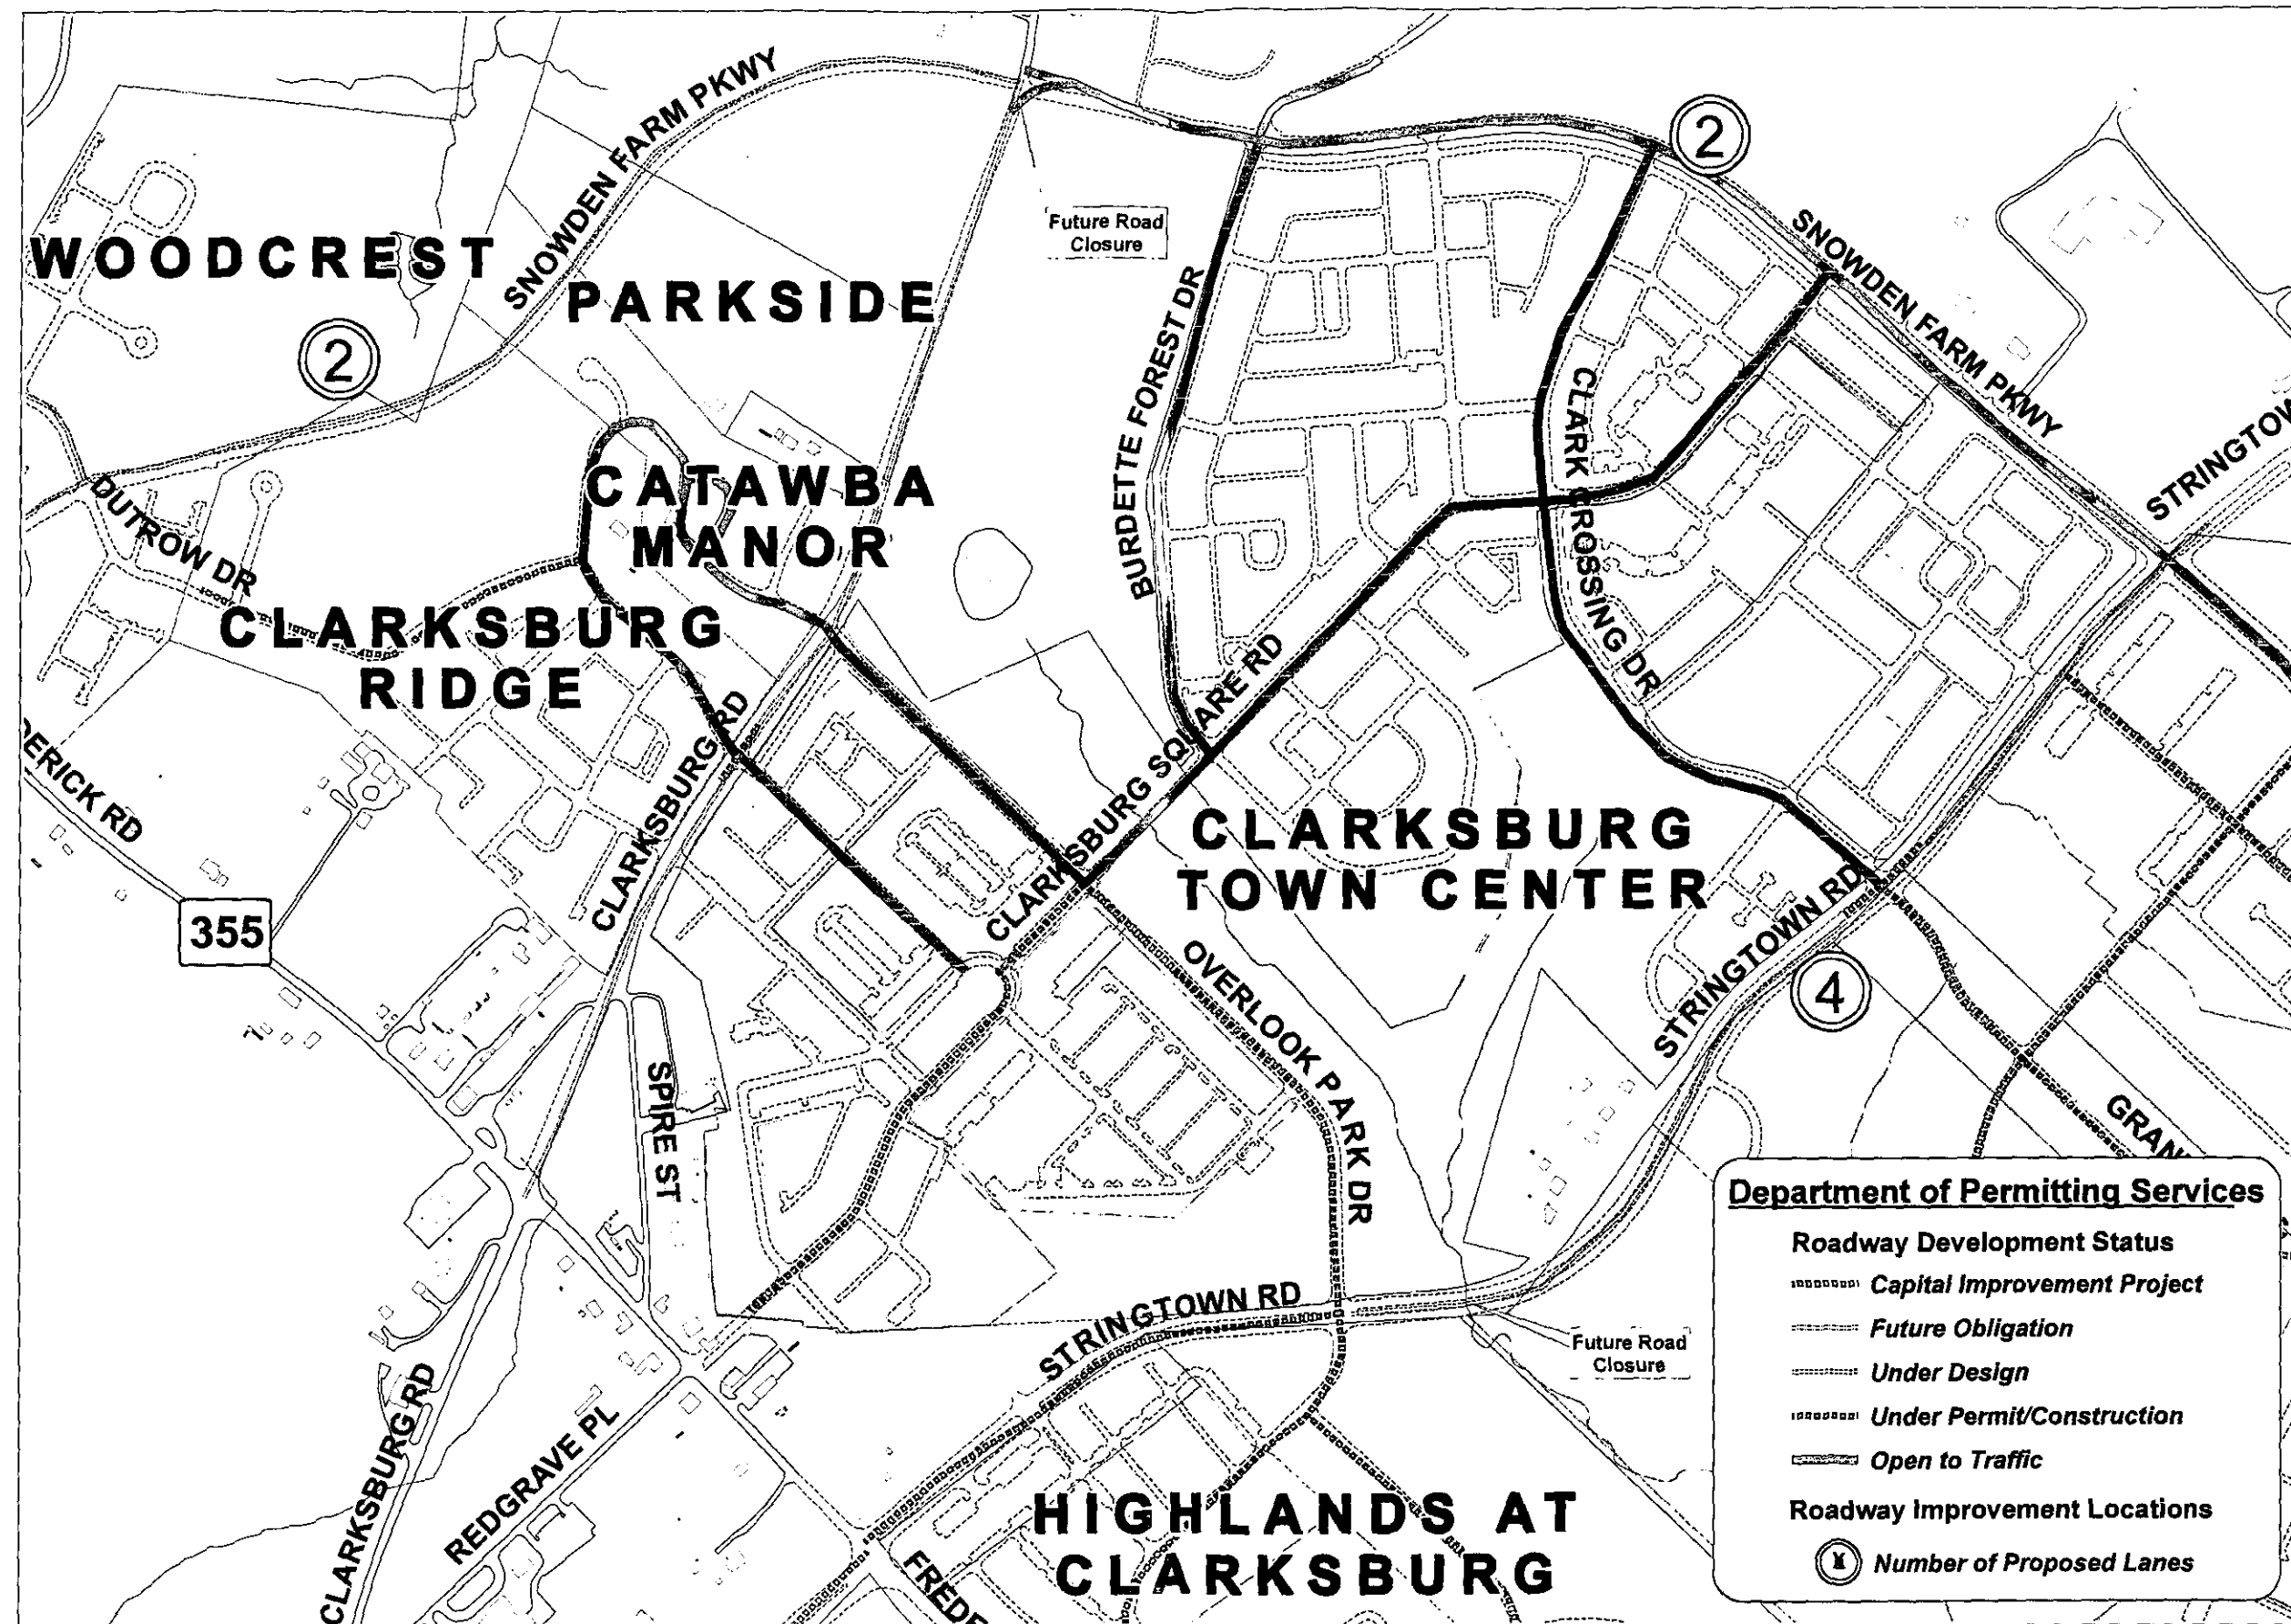 SNOWDEN FARM PKWY
2
Future Road
Closure
WOODCREST
PARKSIDE
SNOWDEN FARM PKWY
2
BURDETTE FOREST DR
CLARK CROSSING DR
CATAWBA
MANOR
DUTROW DR
CLARKSBURG
RIDGE
CLARKSBURG RD
CLARKSBURG SQUARE RD
CLARKSBURG
TOWN CENTER
355
STRINGTOWN RD
4
OVERLOOK PARK DR
SPIRE ST
STRINGTOWN RD
Future Road
Closure
CLARKSBURG RD
REDGRAVE PL
HIGHLANDS AT
CLARKSBURG
Department of Permitting Services
Roadway Development Status
Capital Improvement Project
Future Obligation
Under Design
Under Permit/Construction
Open to Traffic
Roadway Improvement Locations
Number of Proposed Lanes